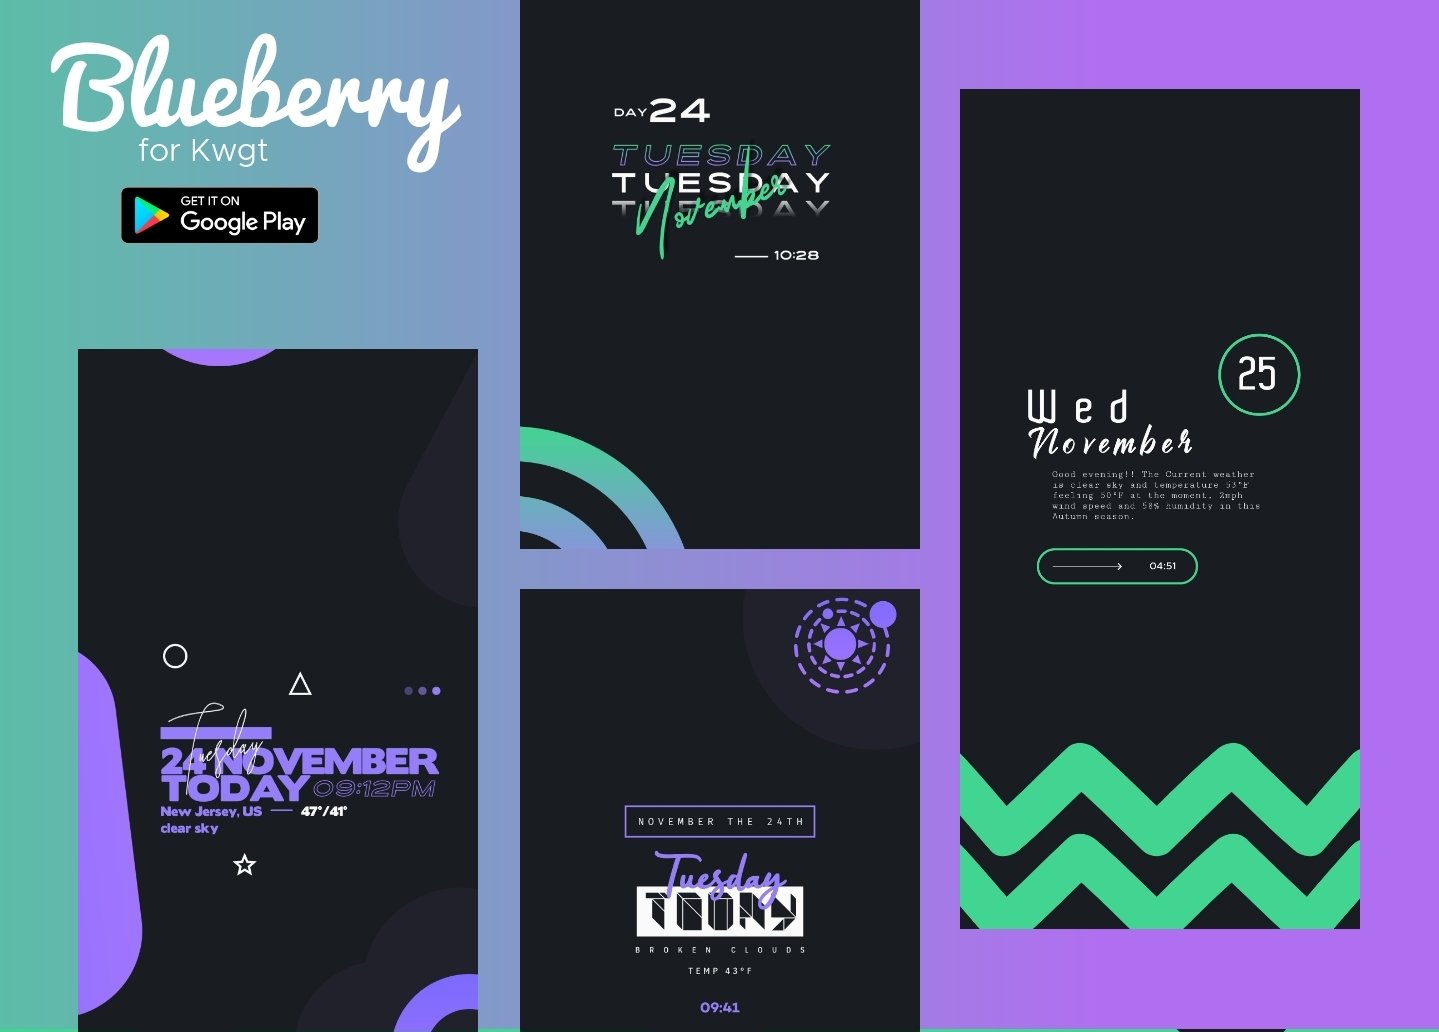 Blueberry
for Kwgt
GET IT ON
Google Play
DAY 24
TUESDAY
TUESDAY
TUESDAY
November
10:28
25
Wed
November
Good evening!! The Current weather
is clear sky and temperature 53°F
feeling 50°F at the moment. 2mph
wind speed and 58% humidity in this
Autumn season.
04:51
Tuesday
24 NOVEMBER
TODAY 09:12PM
New Jersey, US — 47°/41°
clear sky
NOVEMBER THE 24TH
Tuesday
TODAY
BROKEN CLOUDS
TEMP 43°F
09:41